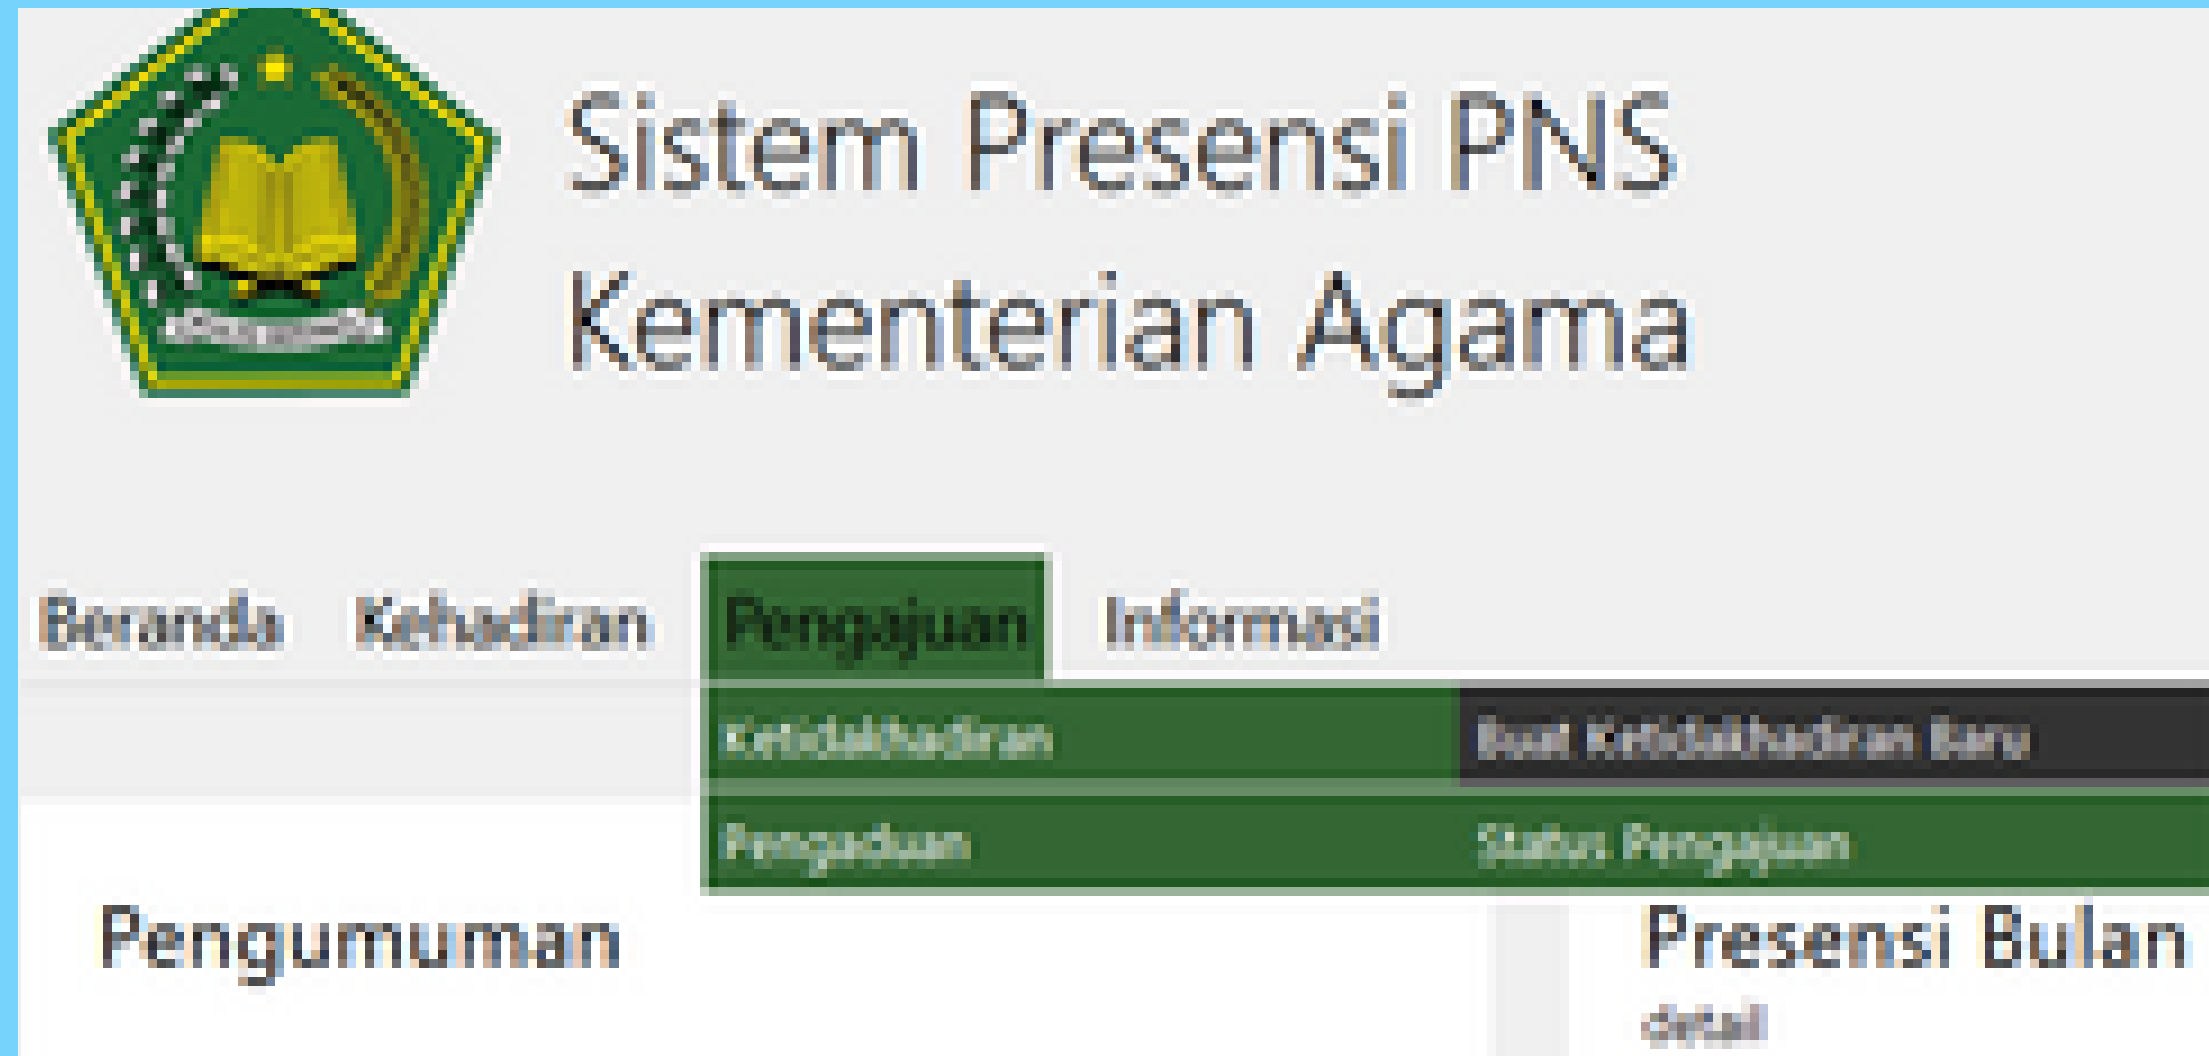 Sistem Presensi PNS
Kementerian Agama
Beranda Kehadiran Pengajuan Informasi
Ketidakhadiran Buat Ketidakhadiran Baru
Pengaduan Status Pengajuan
Pengumuman Presensi Bulan
detail